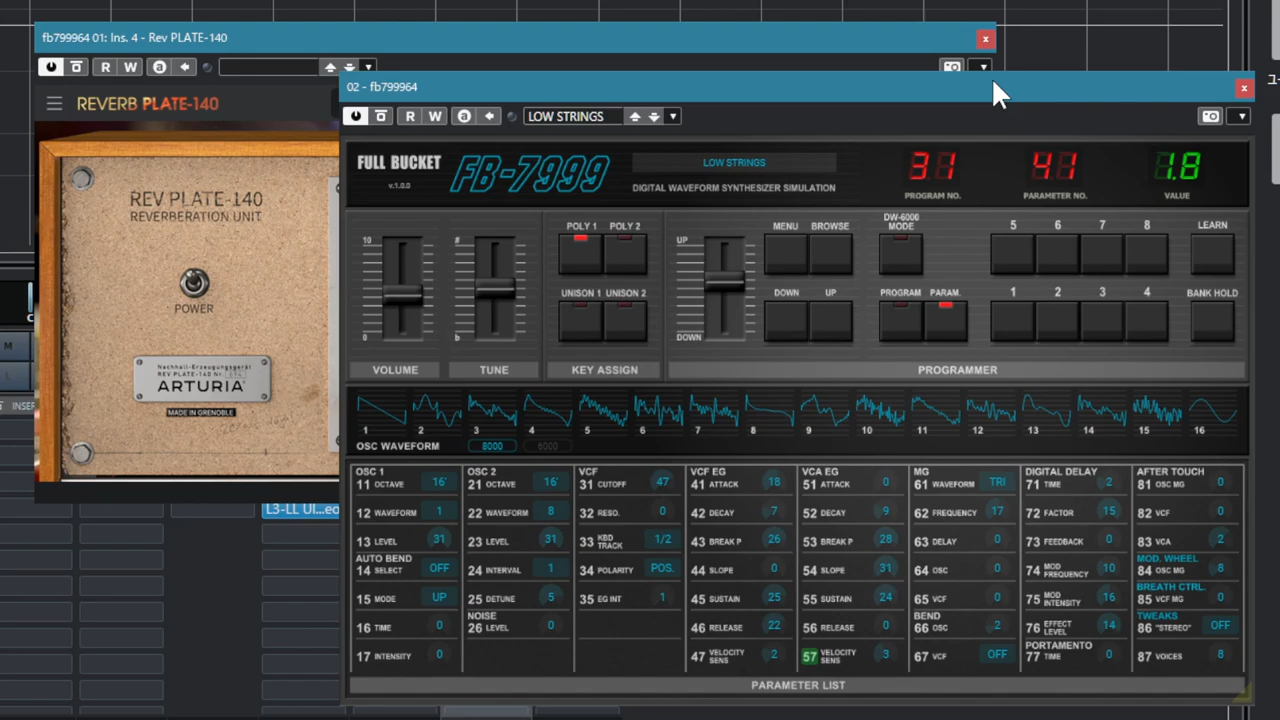 fb799964 01: Ins. 4 - Rev PLATE-140
x
R W a
REVERB PLATE-140
REV PLATE-140
REVERBERATION UNIT
POWER
Nachhall-Erzeugungsgerät
REV PLATE-140 Nr.
ARTURIA
MADE IN GRENOBLE
M
INSER
02 - fb799964
x
R W a LOW STRINGS
FULL BUCKET FB-7999 LOW STRINGS 31 41 1.8
v.1.0.0 DIGITAL WAVEFORM SYNTHESIZER SIMULATION PROGRAM NO. PARAMETER NO. VALUE
10 # POLY 1 POLY 2 UP MENU BROWSE DW-6000 MODE 5 6 7 8 LEARN
0 b UNISON 1 UNISON 2 DOWN DOWN UP PROGRAM PARAM. 1 2 3 4 BANK HOLD
VOLUME TUNE KEY ASSIGN PROGRAMMER
1 2 3 4 5 6 7 8 9 10 11 12 13 14 15 16
OSC WAVEFORM 8000 6000
OSC 1 OSC 2 VCF VCF EG VCA EG MG DIGITAL DELAY AFTER TOUCH
11 OCTAVE 16' 21 OCTAVE 16' 31 CUTOFF 47 41 ATTACK 18 51 ATTACK 0 61 WAVEFORM TRI 71 TIME 2 81 OSC MG 0
12 WAVEFORM 1 22 WAVEFORM 8 32 RESO. 0 42 DECAY 7 52 DECAY 9 62 FREQUENCY 17 72 FACTOR 15 82 VCF 0
13 LEVEL 31 23 LEVEL 31 33 KBD TRACK 1/2 43 BREAK P 26 53 BREAK P 28 63 DELAY 0 73 FEEDBACK 0 83 VCA 2
AUTO BEND MOD. WHEEL
14 SELECT OFF 24 INTERVAL 1 34 POLARITY POS. 44 SLOPE 0 54 SLOPE 31 64 OSC 0 74 MOD FREQUENCY 10 84 OSC MG 8
BREATH CTRL.
15 MODE UP 25 DETUNE 5 35 EG INT 1 45 SUSTAIN 25 55 SUSTAIN 24 65 VCF 0 75 MOD INTENSITY 16 85 VCF MG 0
NOISE BEND TWEAKS
16 TIME 0 26 LEVEL 0 46 RELEASE 22 56 RELEASE 0 66 OSC 2 76 EFFECT LEVEL 14 86 "STEREO" OFF
PORTAMENTO
17 INTENSITY 0 47 VELOCITY SENS 2 57 VELOCITY SENS 3 67 VCF OFF 77 TIME 0 87 VOICES 8
PARAMETER LIST
ユー